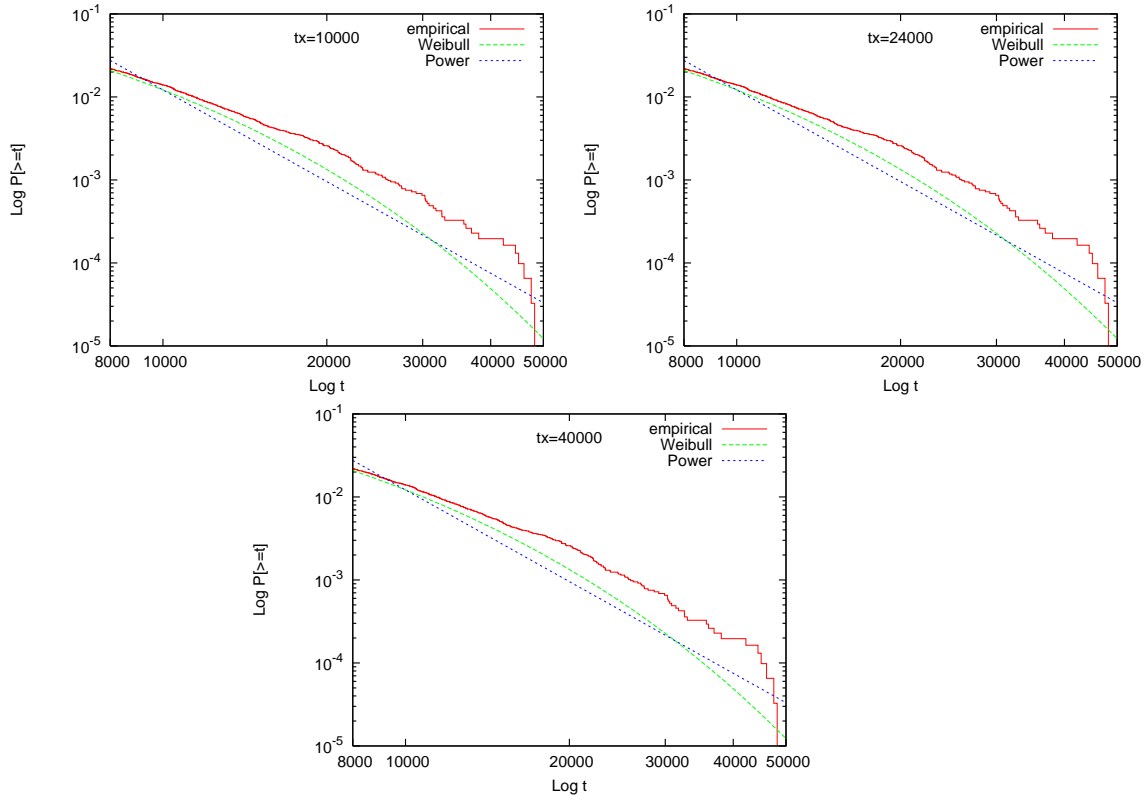 10^-1
10^-2
10^-3
10^-4
10^-5
8000 10000 20000 30000 40000 50000
Log P[>=t]
Log t
tx=10000
empirical
Weibull
Power
10^-1
10^-2
10^-3
10^-4
10^-5
8000 10000 20000 30000 40000 50000
Log P[>=t]
Log t
tx=24000
empirical
Weibull
Power
10^-1
10^-2
10^-3
10^-4
10^-5
8000 10000 20000 30000 40000 50000
Log P[>=t]
Log t
tx=40000
empirical
Weibull
Power